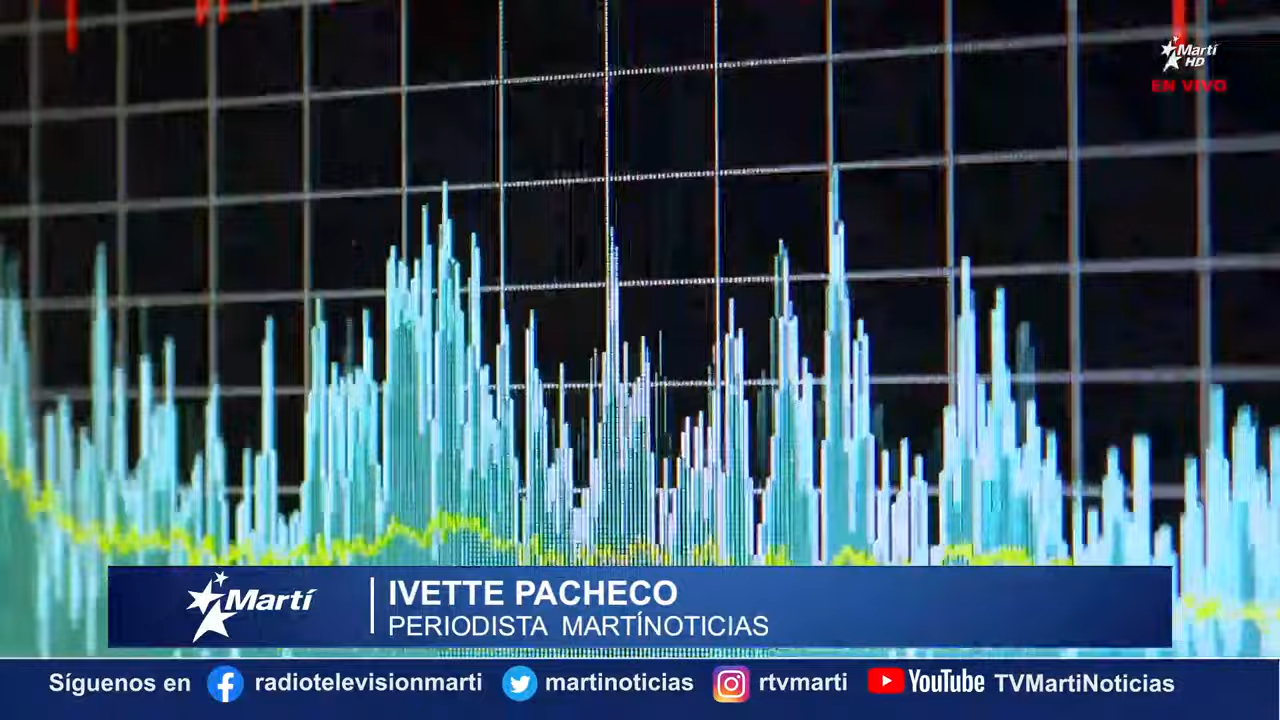 Martí
HD
EN VIVO
Martí
IVETTE PACHECO
PERIODISTA MARTÍNOTICIAS
Síguenos en radiotelevisionmarti martinoticias rtvmarti YouTube TVMartiNoticias